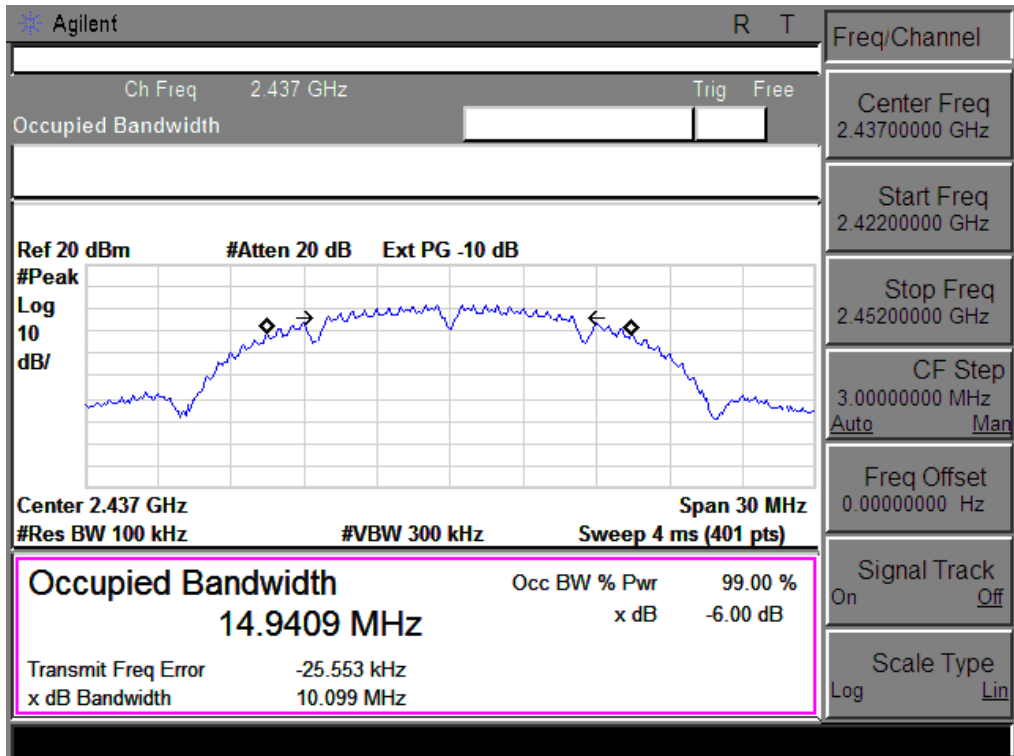 Agilent R T
Ch Freq 2.437 GHz Trig Free
Occupied Bandwidth
Ref 20 dBm #Atten 20 dB Ext PG -10 dB
#Peak
Log
10
dB/
Center 2.437 GHz Span 30 MHz
#Res BW 100 kHz #VBW 300 kHz Sweep 4 ms (401 pts)
Occupied Bandwidth
14.9409 MHz
Occ BW % Pwr 99.00 %
x dB -6.00 dB
Transmit Freq Error -25.553 kHz
x dB Bandwidth 10.099 MHz
Freq/Channel
Center Freq
2.43700000 GHz
Start Freq
2.42200000 GHz
Stop Freq
2.45200000 GHz
CF Step
3.00000000 MHz
Auto Man
Freq Offset
0.00000000 Hz
Signal Track
On Off
Scale Type
Log Lin